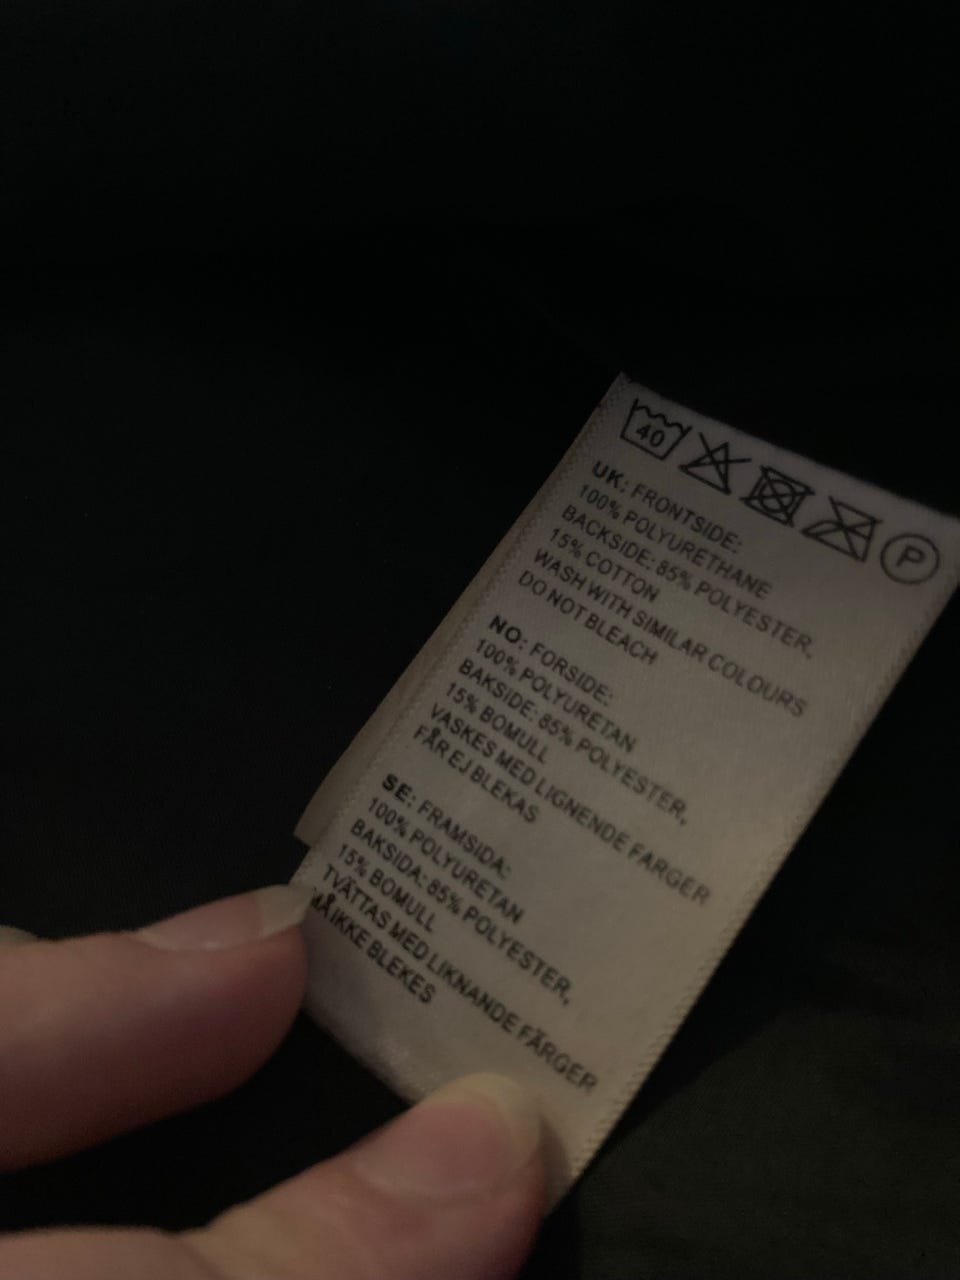 40
P
UK: FRONTSIDE:
100% POLYURETHANE
BACKSIDE: 85% POLYESTER,
15% COTTON
WASH WITH SIMILAR COLOURS
DO NOT BLEACH
NO: FORSIDE:
100% POLYURETAN
BAKSIDE: 85% POLYESTER,
15% BOMULL
VASKES MED LIGNENDE FARGER
FÅR EJ BLEKAS
SE: FRAMSIDA:
100% POLYURETAN
BAKSIDA: 85% POLYESTER,
15% BOMULL
TVÄTTAS MED LIKNANDE FÄRGER
MÅ IKKE BLEKES